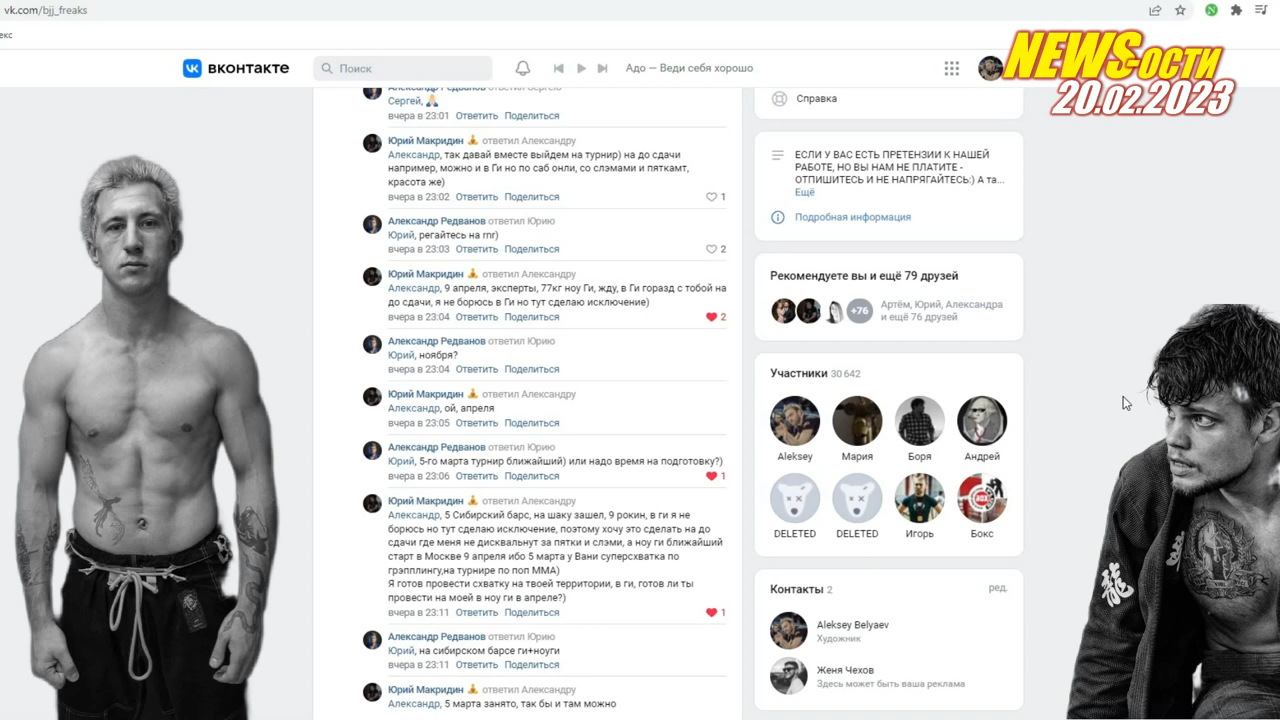 vk.com/bjj_freaks
екс
NEWS-ОСТИ
20.02.2023
вконтакте
Поиск
Адо — Веди себя хорошо
Александр Редванов ответил Сергею
Сергей,
вчера в 23:01 Ответить Поделиться
Юрий Макридин ответил Александру
Александр, так давай вместе выйдем на турнир) на до сдачи
например, можно и в Ги но по саб онли, со слэмами и пяткамт,
красота же)
вчера в 23:02 Ответить Поделиться 1
Александр Редванов ответил Юрию
Юрий, регайтесь на rnr)
вчера в 23:03 Ответить Поделиться 2
Юрий Макридин ответил Александру
Александр, 9 апреля, эксперты, 77кг ноу Ги, жду, в Ги горазд с тобой на
до сдачи, я не борюсь в Ги но тут сделаю исключение)
вчера в 23:04 Ответить Поделиться 2
Александр Редванов ответил Юрию
Юрий, ноября?
вчера в 23:04 Ответить Поделиться
Юрий Макридин ответил Александру
Александр, ой, апреля
вчера в 23:05 Ответить Поделиться
Александр Редванов ответил Юрию
Юрий, 5-го марта турнир ближайший) или надо время на подготовку?)
вчера в 23:06 Ответить Поделиться 1
Юрий Макридин ответил Александру
Александр, 5 Сибирский барс, на шаку зашел, 9 рокин, в ги я не
борюсь но тут сделаю исключение, поэтому хочу это сделать на до
сдачи где меня не дисквальнут за пятки и слэми, а ноу ги ближайший
старт в Москве 9 апреля ибо 5 марта у Вани суперсхватка по
грэпплингу,на турнире по поп ММА)
Я готов провести схватку на твоей территории, в ги, готов ли ты
провести на моей в ноу ги в апреле?)
вчера в 23:11 Ответить Поделиться 1
Александр Редванов ответил Юрию
Юрий, на сибирском барсе ги+ноуги
вчера в 23:11 Ответить Поделиться
Юрий Макридин ответил Александру
Александр, 5 марта занято, так бы и там можно
Справка
ЕСЛИ У ВАС ЕСТЬ ПРЕТЕНЗИИ К НАШЕЙ
РАБОТЕ, НО ВЫ НАМ НЕ ПЛАТИТЕ -
ОТПИШИТЕСЬ И НЕ НАПРЯГАЙТЕСЬ:) А та...
Ещё
Подробная информация
Рекомендуете вы и ещё 79 друзей
+76
Артём, Юрий, Александра
и ещё 76 друзей
Участники 30 642
Aleksey Мария Боря Андрей
DELETED DELETED Игорь Бокс
Контакты 2 ред.
Aleksey Belyaev
Художник
Женя Чехов
Здесь может быть ваша реклама
龍